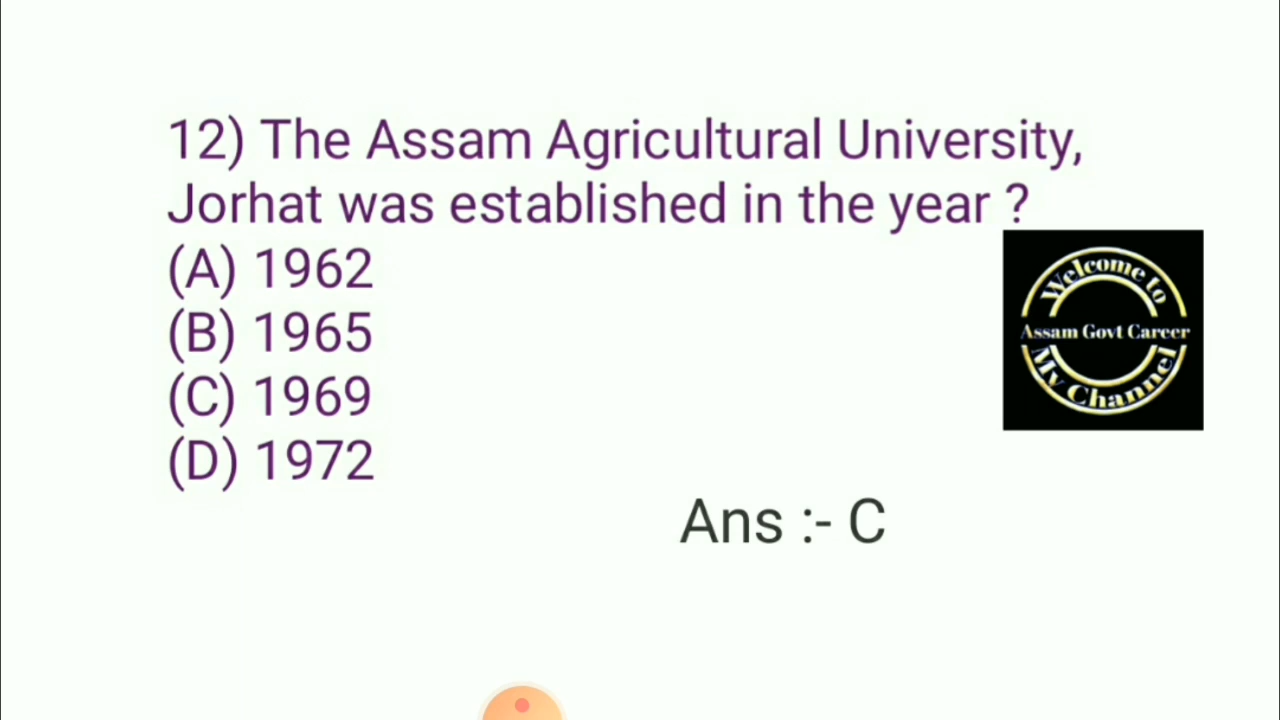 12) The Assam Agricultural University,
Jorhat was established in the year ?
(A) 1962
(B) 1965
(C) 1969
(D) 1972
Welcome to
Assam Govt Career
My Channel
Ans :- C